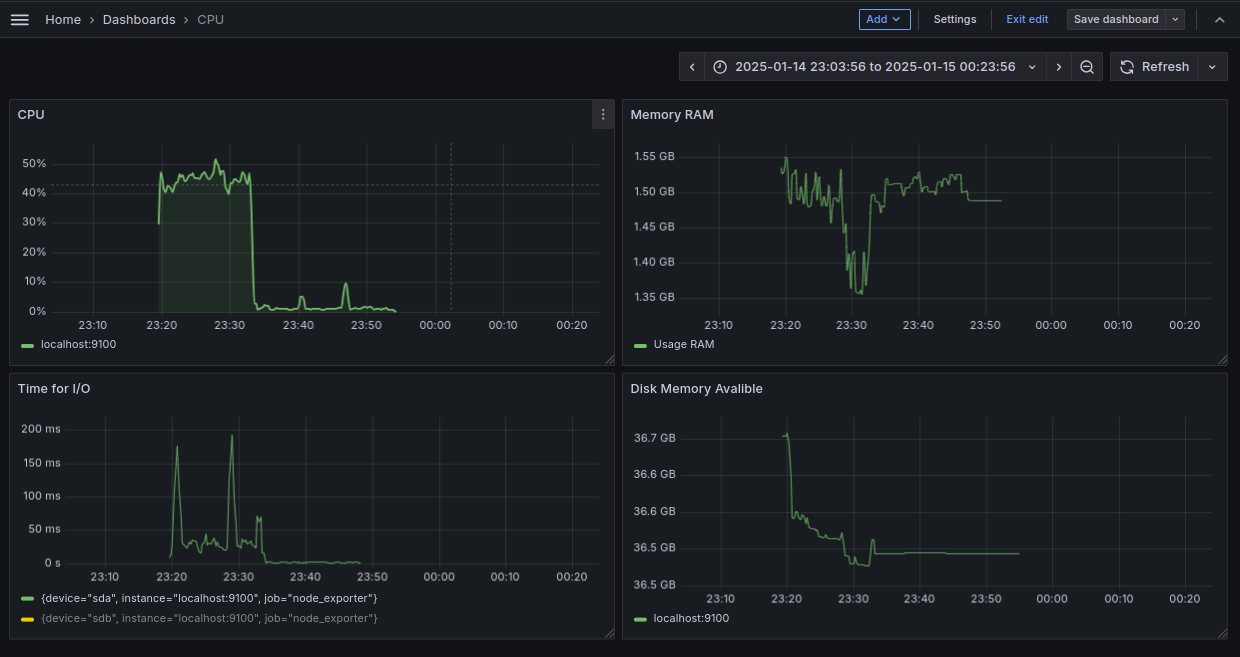 Home › Dashboards › CPU
Add
Settings
Exit edit
Save dashboard
2025-01-14 23:03:56 to 2025-01-15 00:23:56
Refresh
CPU
50%
40%
30%
20%
10%
0%
23:10 23:20 23:30 23:40 23:50 00:00 00:10 00:20
localhost:9100
Memory RAM
1.55 GB
1.50 GB
1.45 GB
1.40 GB
1.35 GB
23:10 23:20 23:30 23:40 23:50 00:00 00:10 00:20
Usage RAM
Time for I/O
200 ms
150 ms
100 ms
50 ms
0 s
23:10 23:20 23:30 23:40 23:50 00:00 00:10 00:20
{device="sda", instance="localhost:9100", job="node_exporter"}
{device="sdb", instance="localhost:9100", job="node_exporter"}
Disk Memory Avalible
36.7 GB
36.6 GB
36.6 GB
36.5 GB
36.5 GB
23:10 23:20 23:30 23:40 23:50 00:00 00:10 00:20
localhost:9100